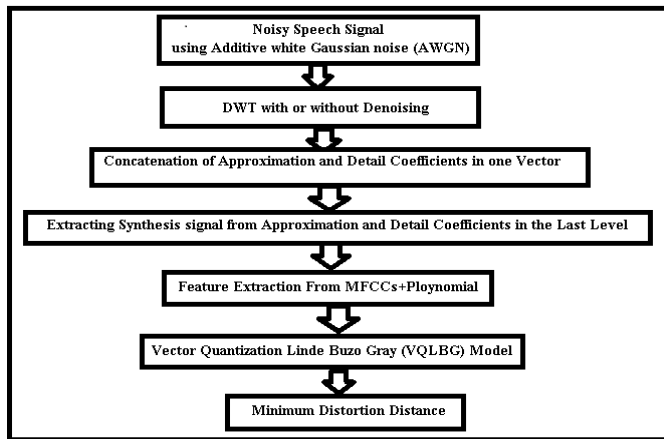 Noisy Speech Signal
using Additive white Gaussian noise (AWGN)
DWT with or without Denoising
Concatenation of Approximation and Detail Coefficients in one Vector
Extracting Synthesis signal from Approximation and Detail Coefficients in the Last Level
Feature Extraction From MFCCs+Ploynomial
Vector Quantization Linde Buzo Gray (VQLBG) Model
Minimum Distortion Distance